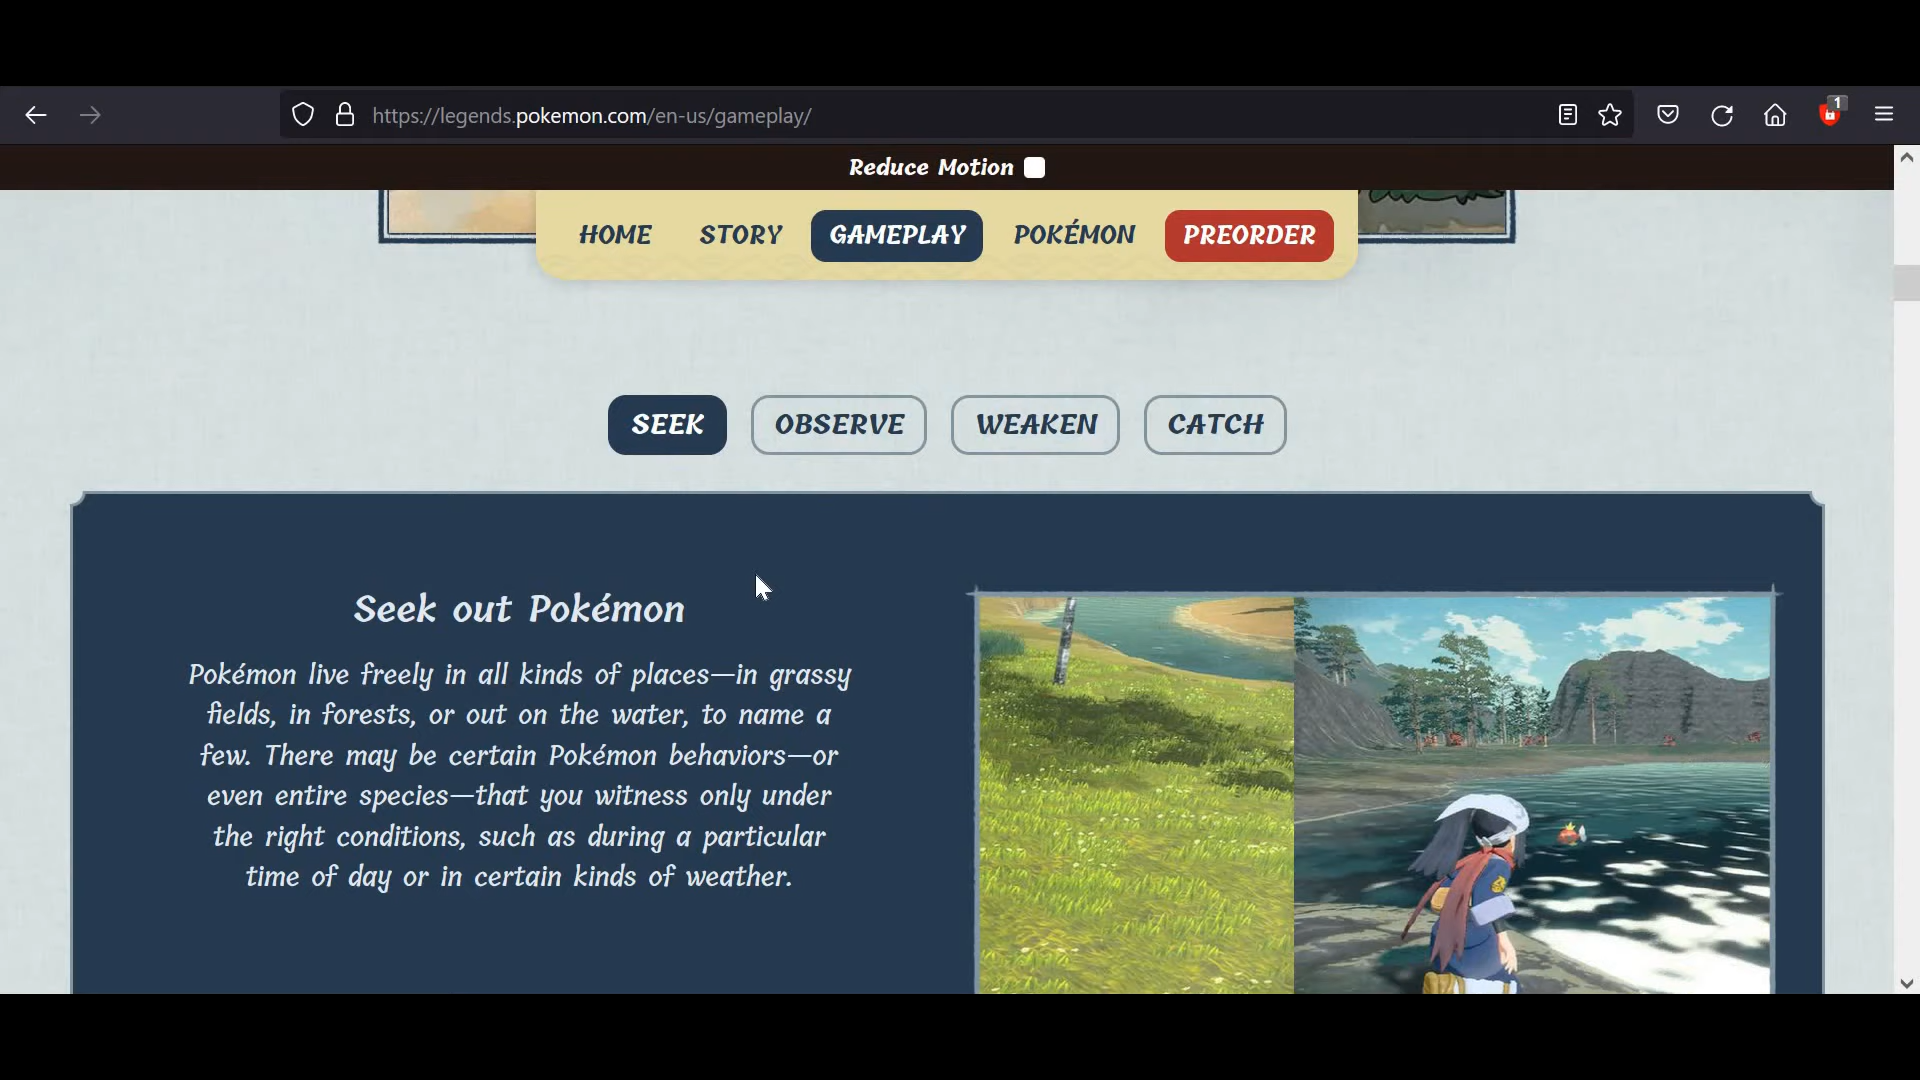 https://legends.pokemon.com/en-us/gameplay/
1
Reduce Motion
HOME STORY GAMEPLAY POKÉMON PREORDER
SEEK OBSERVE WEAKEN CATCH
Seek out Pokémon
Pokémon live freely in all kinds of places—in grassy
fields, in forests, or out on the water, to name a
few. There may be certain Pokémon behaviors—or
even entire species—that you witness only under
the right conditions, such as during a particular
time of day or in certain kinds of weather.